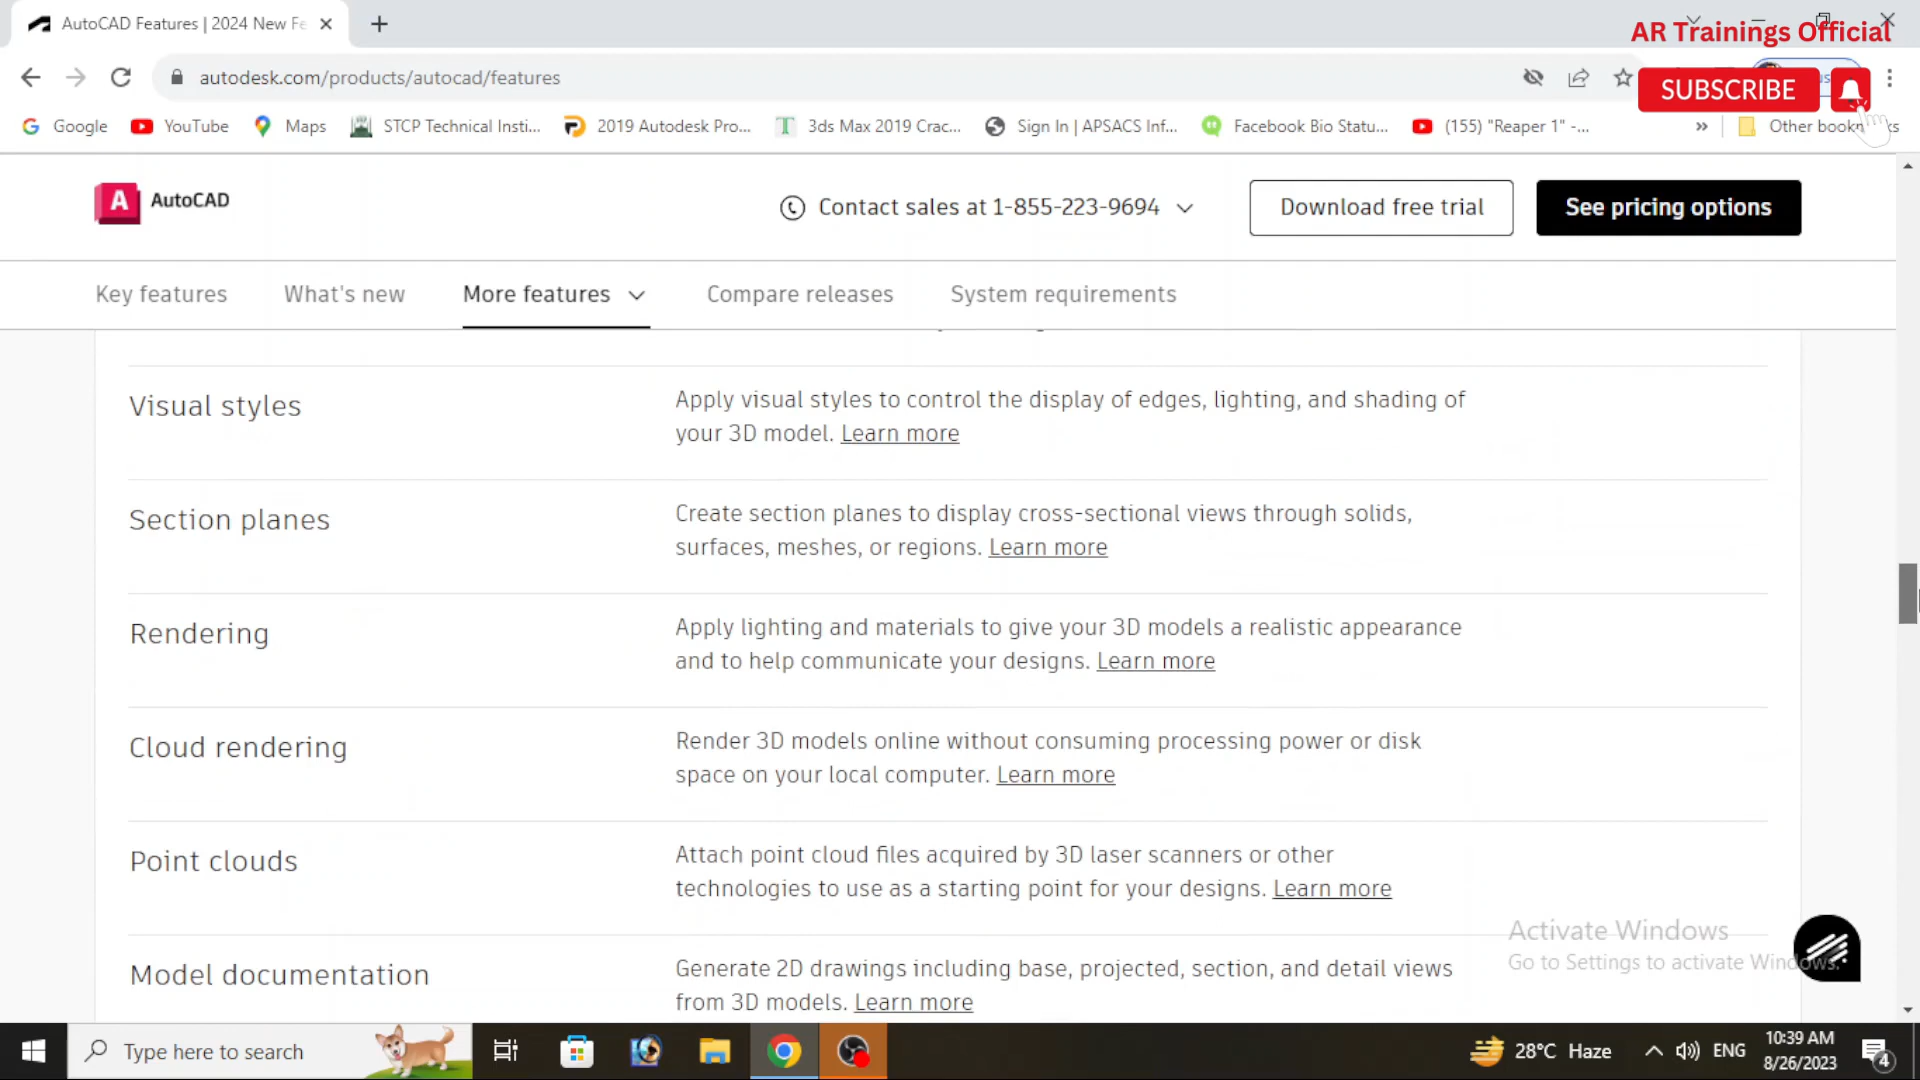 AutoCAD Features | 2024 New Fe
AR Trainings Official
autodesk.com/products/autocad/features
SUBSCRIBE
Google
YouTube
Maps
STCP Technical Insti...
2019 Autodesk Pro...
3ds Max 2019 Crac...
Sign In | APSACS Inf...
Facebook Bio Statu...
(155) "Reaper 1" -...
»
Other bookmarks
A AutoCAD
Contact sales at 1-855-223-9694
Download free trial
See pricing options
Key features
What's new
More features
Compare releases
System requirements
Visual styles
Apply visual styles to control the display of edges, lighting, and shading of
your 3D model. Learn more
Section planes
Create section planes to display cross-sectional views through solids,
surfaces, meshes, or regions. Learn more
Rendering
Apply lighting and materials to give your 3D models a realistic appearance
and to help communicate your designs. Learn more
Cloud rendering
Render 3D models online without consuming processing power or disk
space on your local computer. Learn more
Point clouds
Attach point cloud files acquired by 3D laser scanners or other
technologies to use as a starting point for your designs. Learn more
Model documentation
Generate 2D drawings including base, projected, section, and detail views
from 3D models. Learn more
Activate Windows
Go to Settings to activate Windows.
Type here to search
28°C Haze
ENG
10:39 AM
8/26/2023
4